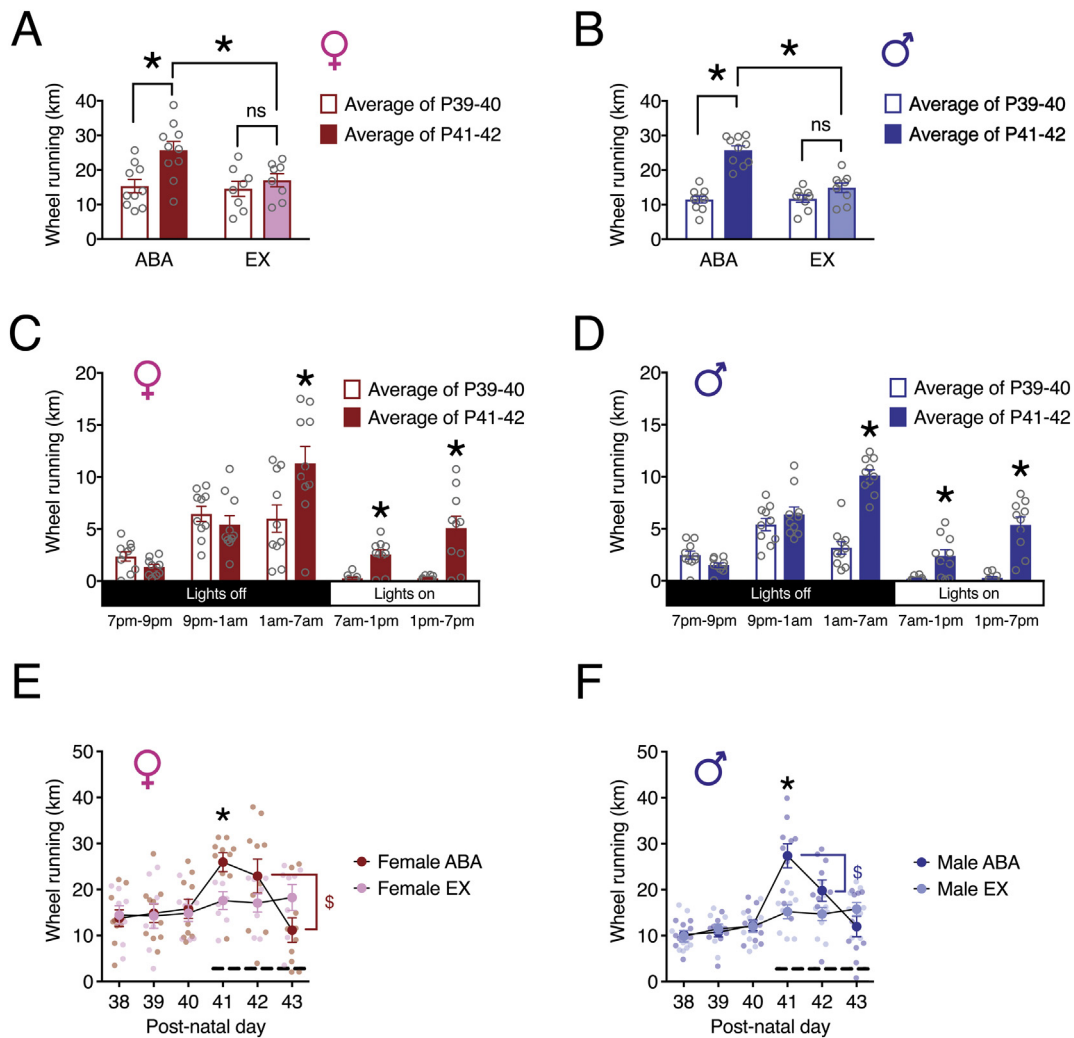 A
♀
*
*
ns
Average of P39-40
Average of P41-42
Wheel running (km)
40
30
20
10
0
ABA EX
B
♂
*
*
ns
Average of P39-40
Average of P41-42
Wheel running (km)
40
30
20
10
0
ABA EX
C
♀
Average of P39-40
Average of P41-42
* * *
Wheel running (km)
20
15
10
5
0
Lights off Lights on
7pm-9pm 9pm-1am 1am-7am 7am-1pm 1pm-7pm
D
♂
Average of P39-40
Average of P41-42
* * *
Wheel running (km)
20
15
10
5
0
Lights off Lights on
7pm-9pm 9pm-1am 1am-7am 7am-1pm 1pm-7pm
E
♀
*
$
Female ABA
Female EX
Wheel running (km)
50
40
30
20
10
0
38 39 40 41 42 43
Post-natal day
F
♂
*
$
Male ABA
Male EX
Wheel running (km)
50
40
30
20
10
0
38 39 40 41 42 43
Post-natal day